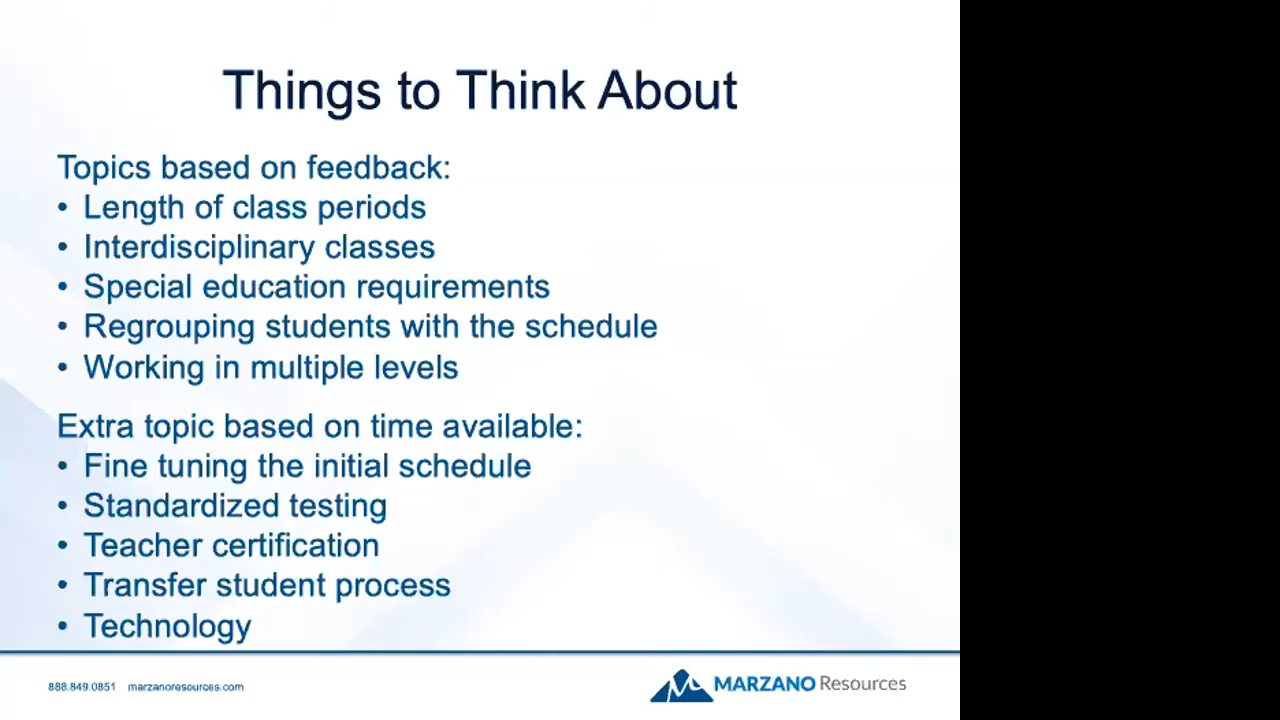 Things to Think About
Topics based on feedback:
• Length of class periods
• Interdisciplinary classes
• Special education requirements
• Regrouping students with the schedule
• Working in multiple levels
Extra topic based on time available:
• Fine tuning the initial schedule
• Standardized testing
• Teacher certification
• Transfer student process
• Technology
888.849.0851 marzanoresources.com
MARZANO Resources